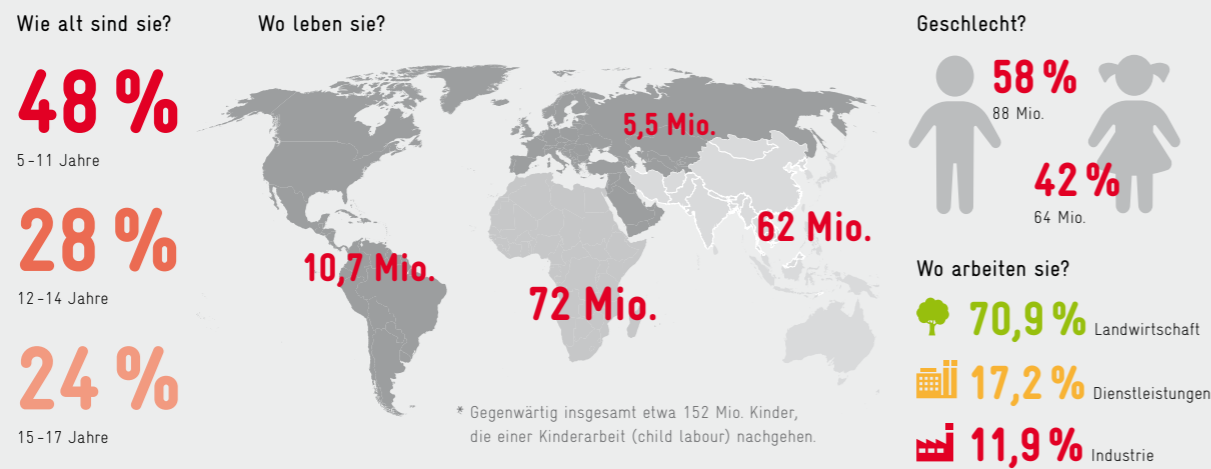 Wie alt sind sie?
48 %
5-11 Jahre
28 %
12-14 Jahre
24 %
15-17 Jahre
Wo leben sie?
5,5 Mio.
62 Mio.
10,7 Mio.
72 Mio.
* Gegenwärtig insgesamt etwa 152 Mio. Kinder,
die einer Kinderarbeit (child labour) nachgehen.
Geschlecht?
58 %
88 Mio.
42 %
64 Mio.
Wo arbeiten sie?
70,9 % Landwirtschaft
17,2 % Dienstleistungen
11,9 % Industrie